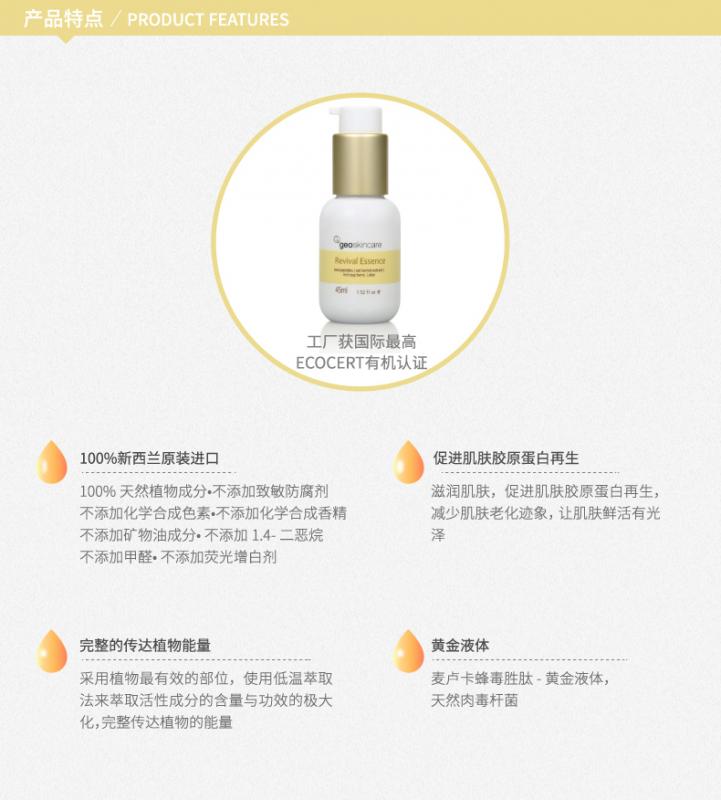 产品特点 / PRODUCT FEATURES
geoskincare
Revival Essence
45ml 1.52 fl oz e
工厂获国际最高
ECOCERT有机认证
100%新西兰原装进口
100% 天然植物成分•不添加致敏防腐剂
不添加化学合成色素•不添加化学合成香精
不添加矿物油成分• 不添加 1.4- 二恶烷
不添加甲醛• 不添加荧光增白剂
促进肌肤胶原蛋白再生
滋润肌肤，促进肌肤胶原蛋白再生，
减少肌肤老化迹象，让肌肤鲜活有光
泽
完整的传达植物能量
采用植物最有效的部位，使用低温萃取
法来萃取活性成分的含量与功效的极大
化，完整传达植物的能量
黄金液体
麦卢卡蜂毒胜肽 - 黄金液体，
天然肉毒杆菌